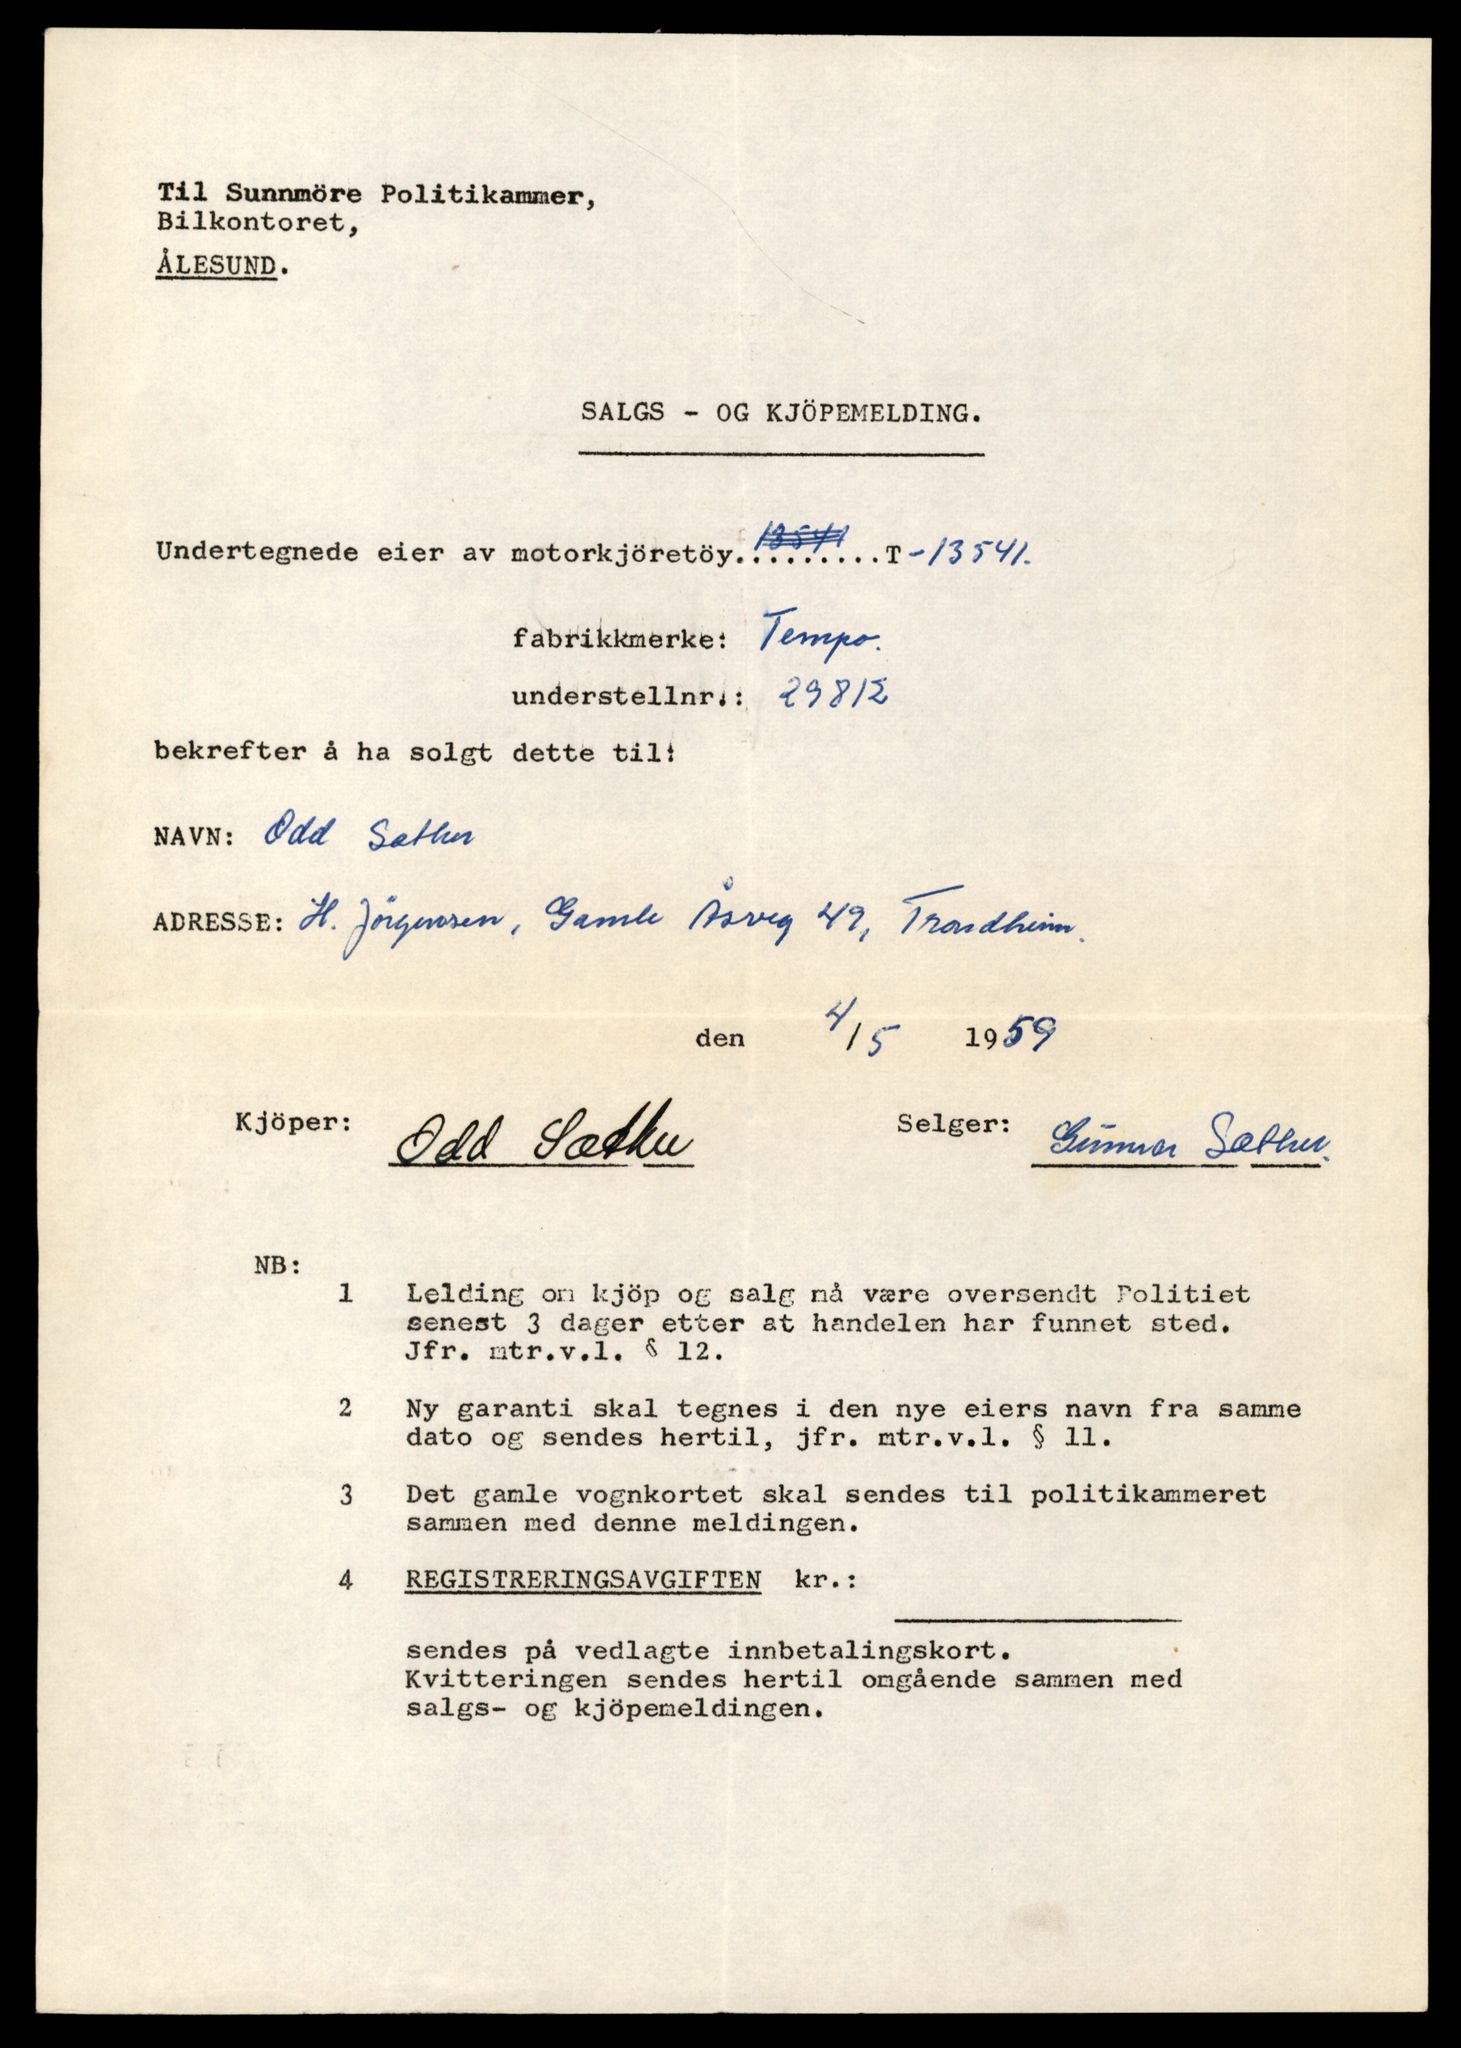 Til Sunnmöre Politikammer,
Bilkontoret,
ÅLESUND.
SALGS - OG KJÖPEMELDING.
Undertegnede eier av motorkjöretöy 13541.........T-13541.
fabrikkmerke: Tempo.
understellnr.: 29812
bekrefter å ha solgt dette til:
NAVN: Odd Sæther
ADRESSE: H. Jörgensen, Gamle Åsveg 49, Trondheim.
den 4/5 1959
Kjöper: Odd Sæther Selger: Gunnar Sæther.
NB:
1 Lelding on kjöp og salg må være oversendt Politiet
senest 3 dager etter at handelen har funnet sted.
Jfr. mtr.v.l. § 12.
2 Ny garanti skal tegnes i den nye eiers navn fra samme
dato og sendes hertil, jfr. mtr.v.l. § 11.
3 Det gamle vognkortet skal sendes til politikammeret
sammen med denne meldingen.
4 REGISTRERINGSAVGIFTEN kr.:
sendes på vedlagte innbetalingskort.
Kvitteringen sendes hertil omgående sammen med
salgs- og kjöpemeldingen.